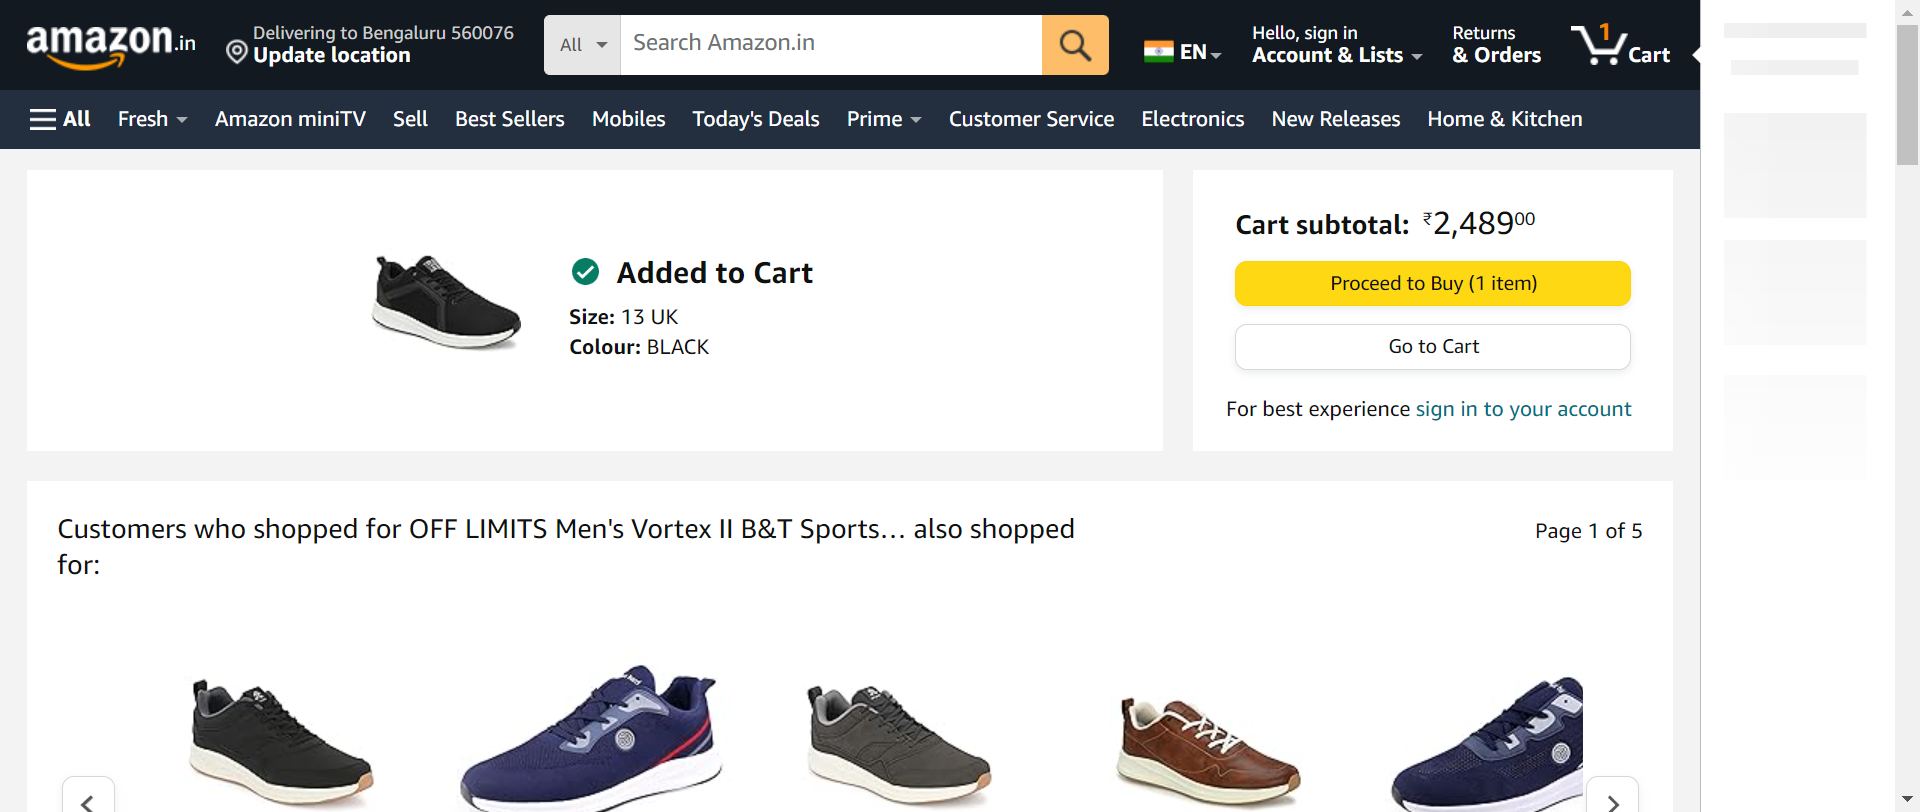 amazon.in
Delivering to Bengaluru 560076
Update location
All
Search Amazon.in
EN
Hello, sign in
Account & Lists
Returns
& Orders
1
Cart
All
Fresh
Amazon miniTV
Sell
Best Sellers
Mobiles
Today's Deals
Prime
Customer Service
Electronics
New Releases
Home & Kitchen
Added to Cart
Size: 13 UK
Colour: BLACK
Cart subtotal: ₹2,48900
Proceed to Buy (1 item)
Go to Cart
For best experience sign in to your account
Customers who shopped for OFF LIMITS Men's Vortex II B&T Sports… also shopped
for:
Page 1 of 5